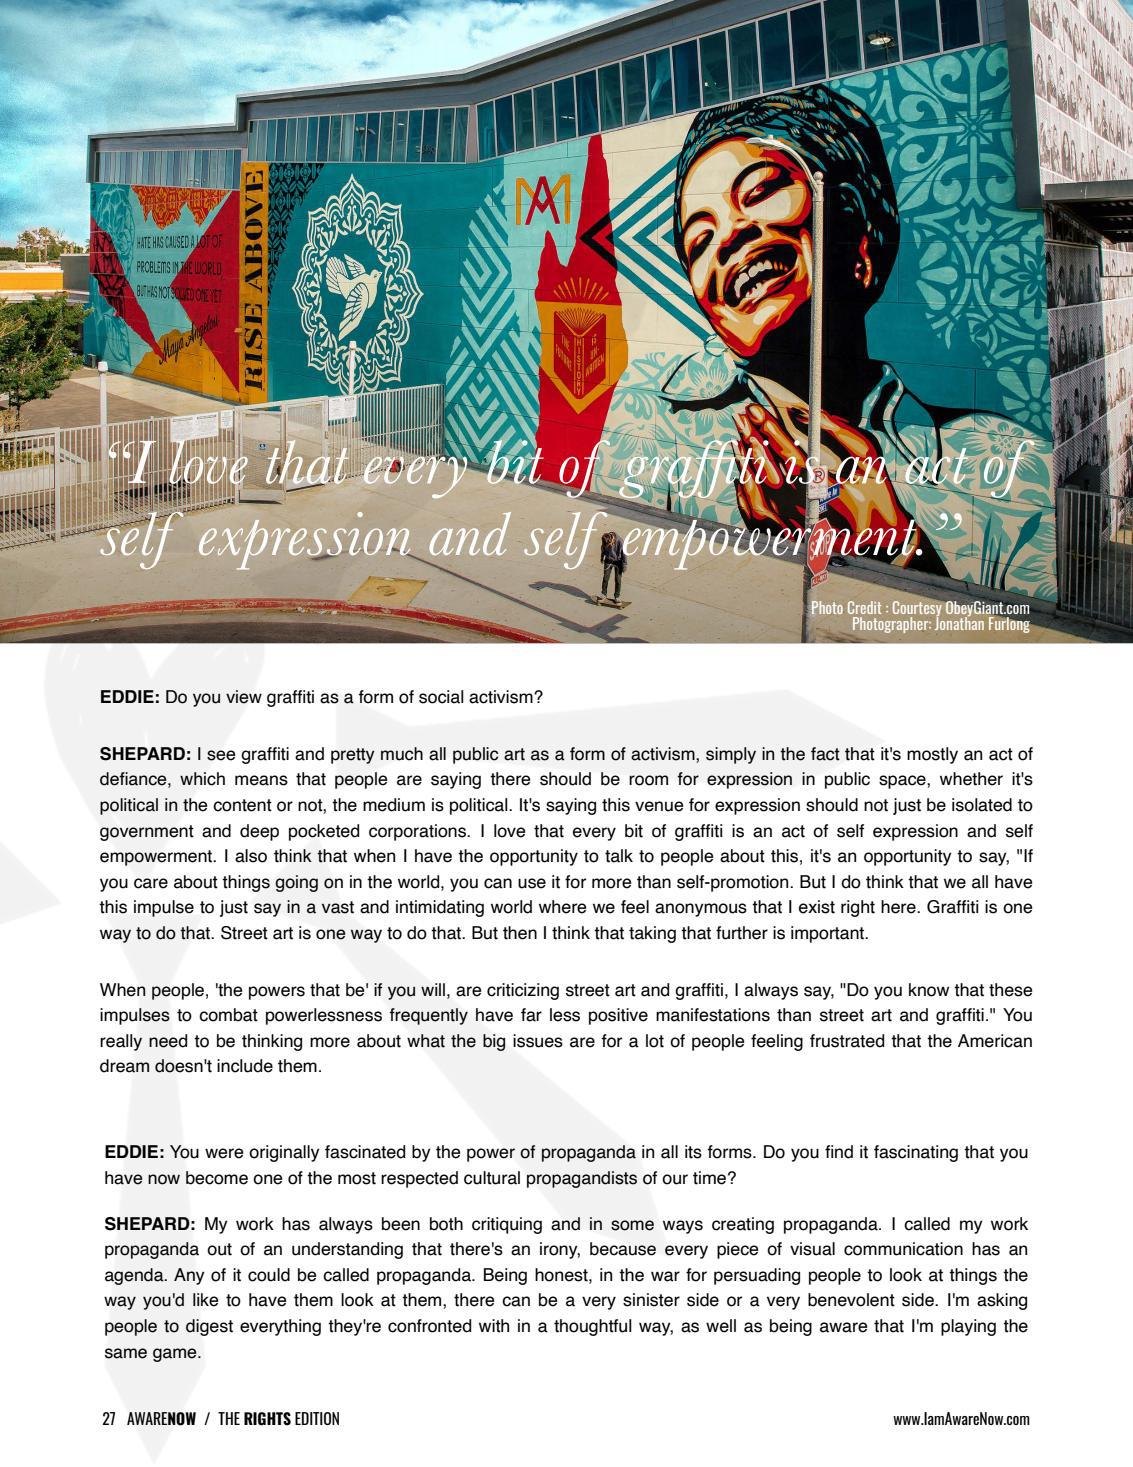 HATE HAS CAUSED A LOT OF
PROBLEMS IN THE WORLD
BUT HAS NOT SOLVED ONE YET
Maya Angelou
RISE ABOVE
MA
THE FUTURE
HISTORY
IS UN-
WRITTEN
“I love that every bit of graffiti is an act of
self expression and self empowerment.”
STOP
Photo Credit : Courtesy ObeyGiant.com
Photographer: Jonathan Furlong
EDDIE: Do you view graffiti as a form of social activism?
SHEPARD: I see graffiti and pretty much all public art as a form of activism, simply in the fact that it's mostly an act of
defiance, which means that people are saying there should be room for expression in public space, whether it's
political in the content or not, the medium is political. It's saying this venue for expression should not just be isolated to
government and deep pocketed corporations. I love that every bit of graffiti is an act of self expression and self
empowerment. I also think that when I have the opportunity to talk to people about this, it's an opportunity to say, "If
you care about things going on in the world, you can use it for more than self-promotion. But I do think that we all have
this impulse to just say in a vast and intimidating world where we feel anonymous that I exist right here. Graffiti is one
way to do that. Street art is one way to do that. But then I think that taking that further is important.
When people, 'the powers that be' if you will, are criticizing street art and graffiti, I always say, "Do you know that these
impulses to combat powerlessness frequently have far less positive manifestations than street art and graffiti." You
really need to be thinking more about what the big issues are for a lot of people feeling frustrated that the American
dream doesn't include them.
EDDIE: You were originally fascinated by the power of propaganda in all its forms. Do you find it fascinating that you
have now become one of the most respected cultural propagandists of our time?
SHEPARD: My work has always been both critiquing and in some ways creating propaganda. I called my work
propaganda out of an understanding that there's an irony, because every piece of visual communication has an
agenda. Any of it could be called propaganda. Being honest, in the war for persuading people to look at things the
way you'd like to have them look at them, there can be a very sinister side or a very benevolent side. I'm asking
people to digest everything they're confronted with in a thoughtful way, as well as being aware that I'm playing the
same game.
27 AWARENOW / THE RIGHTS EDITION
www.IamAwareNow.com